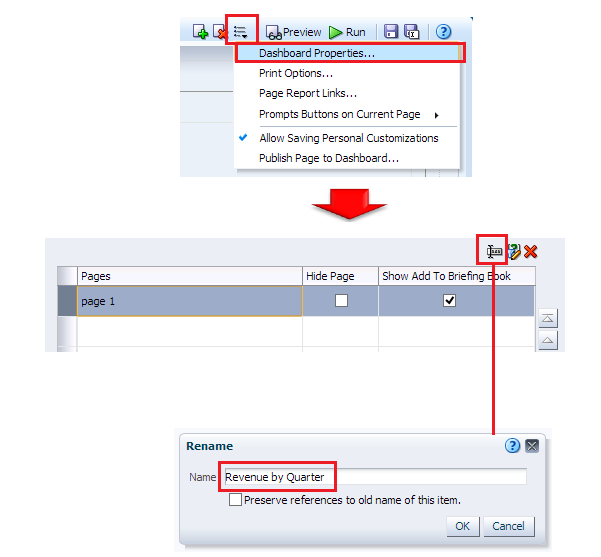 Preview Run
Dashboard Properties...
Print Options...
Page Report Links...
Prompts Buttons on Current Page
Allow Saving Personal Customizations
Publish Page to Dashboard...
Pages Hide Page Show Add To Briefing Book
page 1
Rename
Name Revenue by Quarter
Preserve references to old name of this item.
OK Cancel